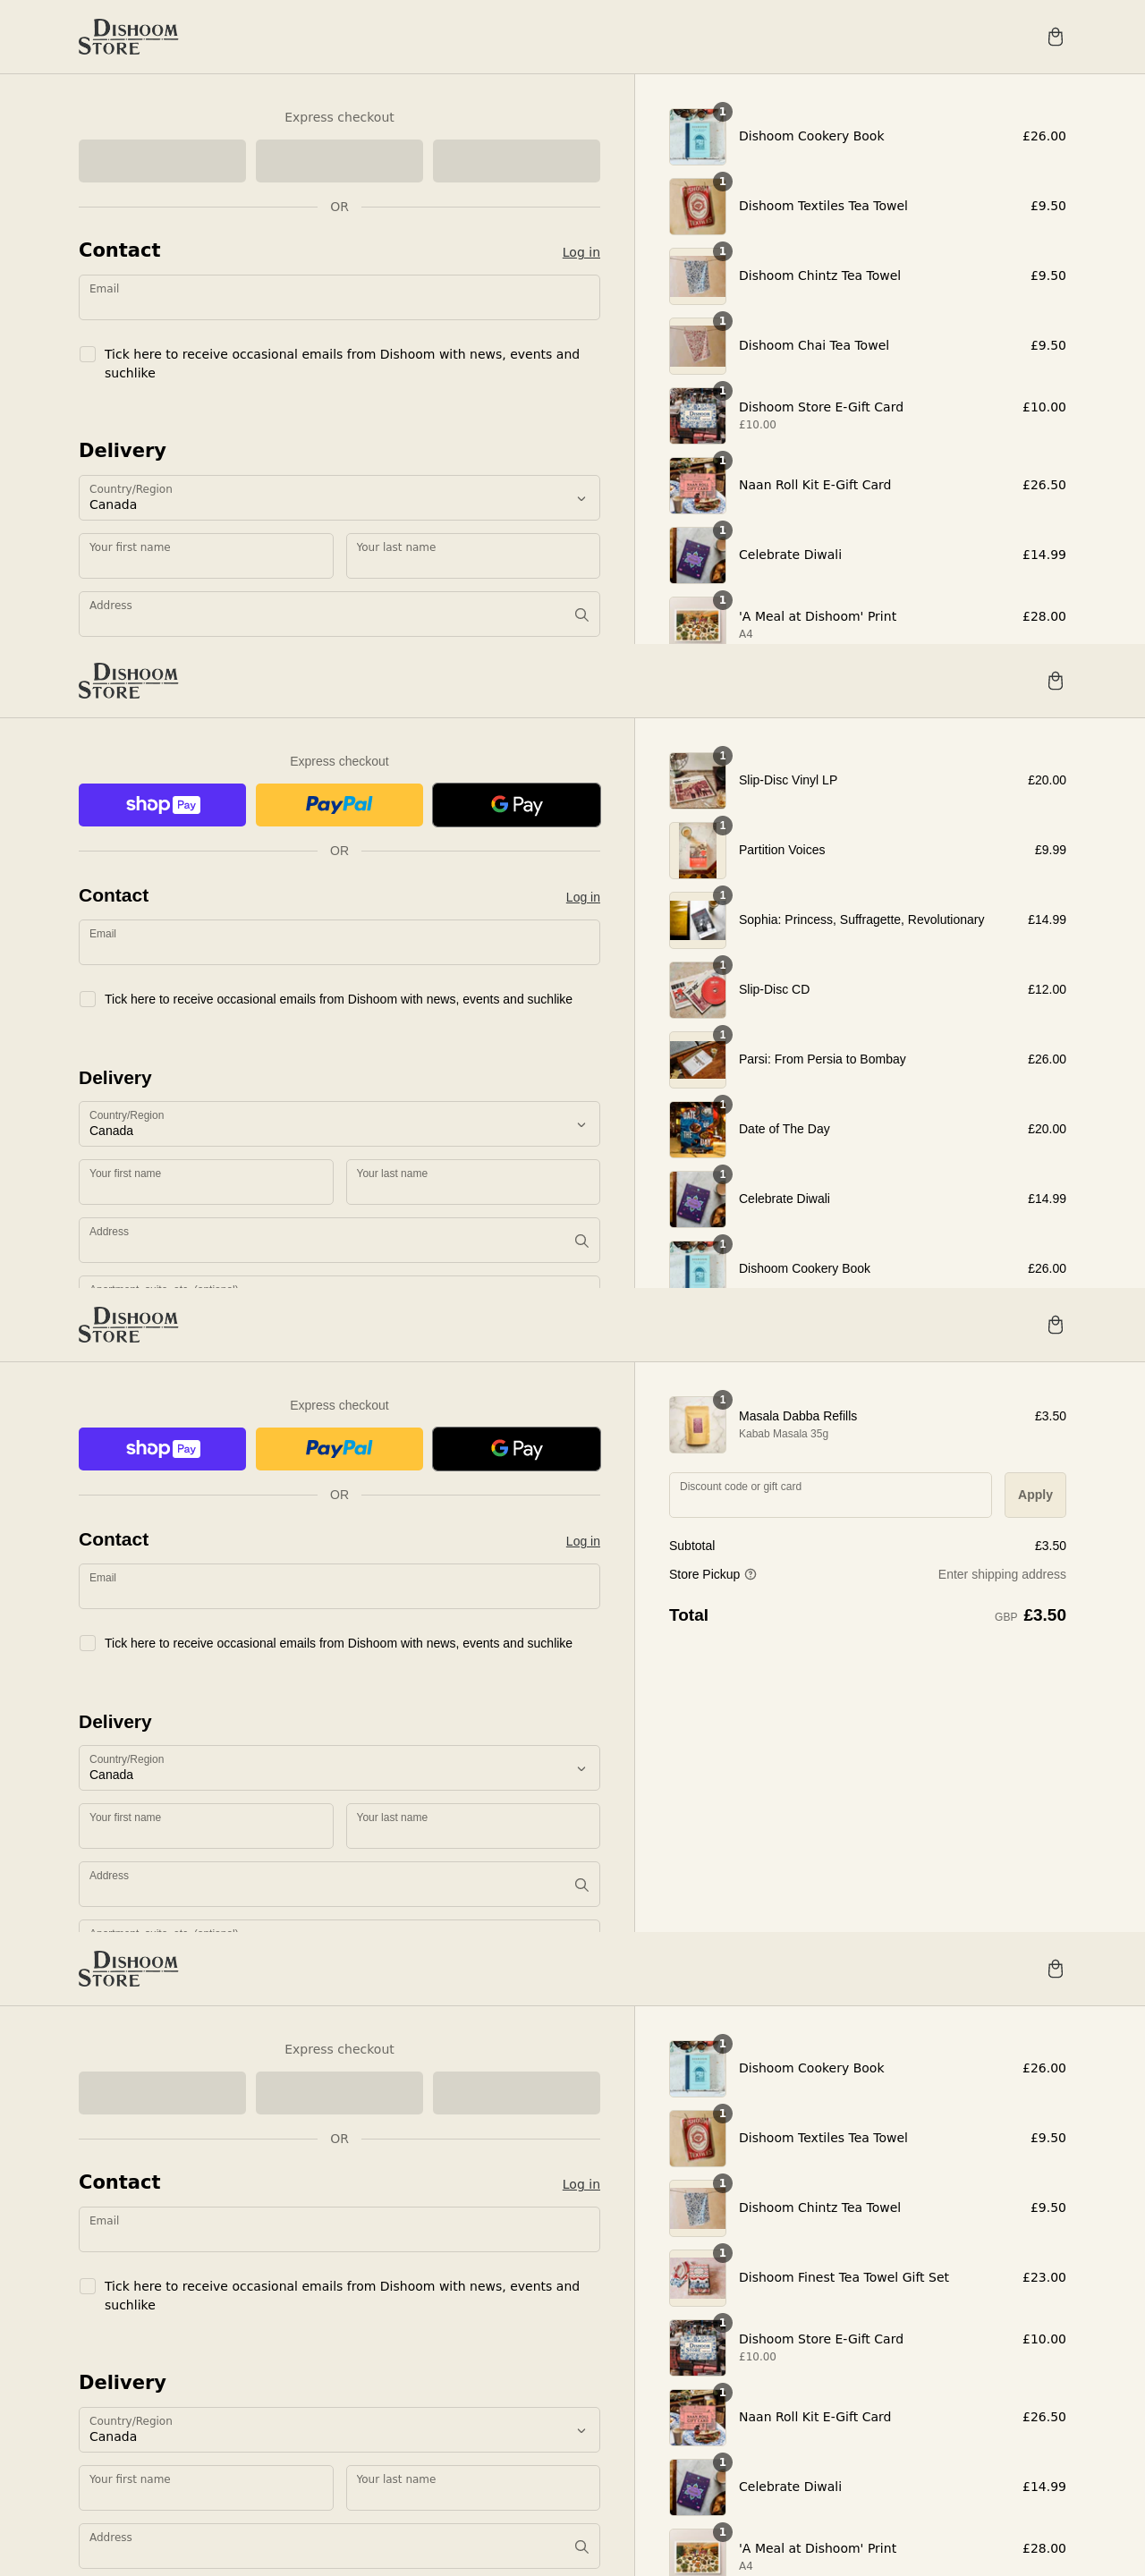 DISHOOM
STORE
Express checkout
OR
Contact
Log in
Email
Tick here to receive occasional emails from Dishoom with news, events and
suchlike
Delivery
Country/Region
Canada
Your first name
Your last name
Address
1
Dishoom Cookery Book
£26.00
1
Dishoom Textiles Tea Towel
£9.50
1
Dishoom Chintz Tea Towel
£9.50
1
Dishoom Chai Tea Towel
£9.50
1
Dishoom Store E-Gift Card
£10.00
£10.00
1
Naan Roll Kit E-Gift Card
£26.50
1
Celebrate Diwali
£14.99
1
'A Meal at Dishoom' Print
£28.00
A4
DISHOOM
STORE
Express checkout
shop Pay
PayPal
G Pay
OR
Contact
Log in
Email
Tick here to receive occasional emails from Dishoom with news, events and suchlike
Delivery
Country/Region
Canada
Your first name
Your last name
Address
1
Slip-Disc Vinyl LP
£20.00
1
Partition Voices
£9.99
1
Sophia: Princess, Suffragette, Revolutionary
£14.99
1
Slip-Disc CD
£12.00
1
Parsi: From Persia to Bombay
£26.00
1
Date of The Day
£20.00
1
Celebrate Diwali
£14.99
1
Dishoom Cookery Book
£26.00
DISHOOM
STORE
Express checkout
shop Pay
PayPal
G Pay
OR
Contact
Log in
Email
Tick here to receive occasional emails from Dishoom with news, events and suchlike
Delivery
Country/Region
Canada
Your first name
Your last name
Address
1
Masala Dabba Refills
£3.50
Kabab Masala 35g
Discount code or gift card
Apply
Subtotal
£3.50
Store Pickup
Enter shipping address
Total
GBP £3.50
DISHOOM
STORE
Express checkout
OR
Contact
Log in
Email
Tick here to receive occasional emails from Dishoom with news, events and
suchlike
Delivery
Country/Region
Canada
Your first name
Your last name
Address
1
Dishoom Cookery Book
£26.00
1
Dishoom Textiles Tea Towel
£9.50
1
Dishoom Chintz Tea Towel
£9.50
1
Dishoom Finest Tea Towel Gift Set
£23.00
1
Dishoom Store E-Gift Card
£10.00
£10.00
1
Naan Roll Kit E-Gift Card
£26.50
1
Celebrate Diwali
£14.99
1
'A Meal at Dishoom' Print
£28.00
A4